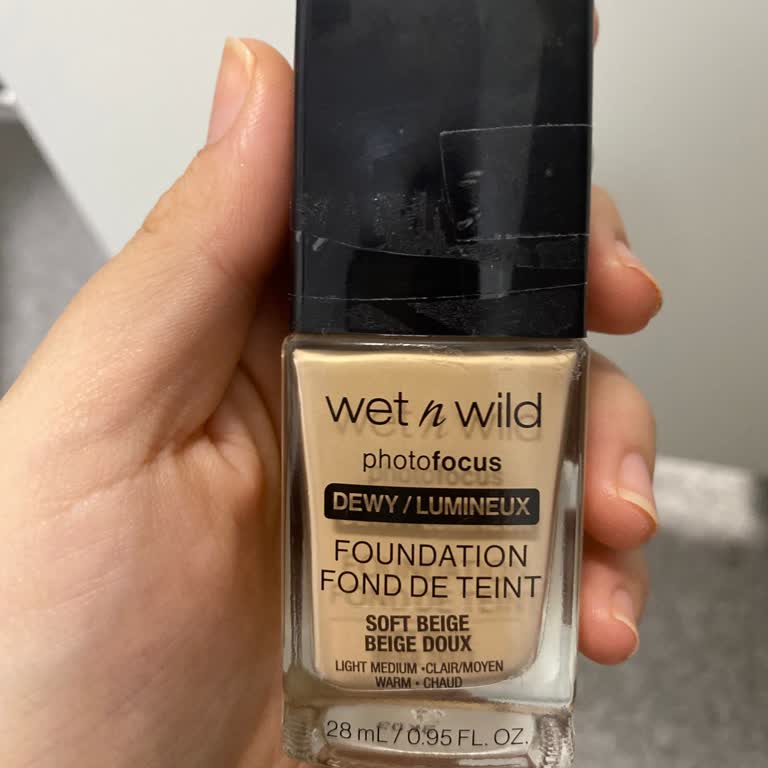 wet n wild
photofocus
DEWY / LUMINEUX
FOUNDATION
FOND DE TEINT
SOFT BEIGE
BEIGE DOUX
LIGHT MEDIUM • CLAIR/MOYEN
WARM • CHAUD
28 mL / 0.95 FL. OZ.